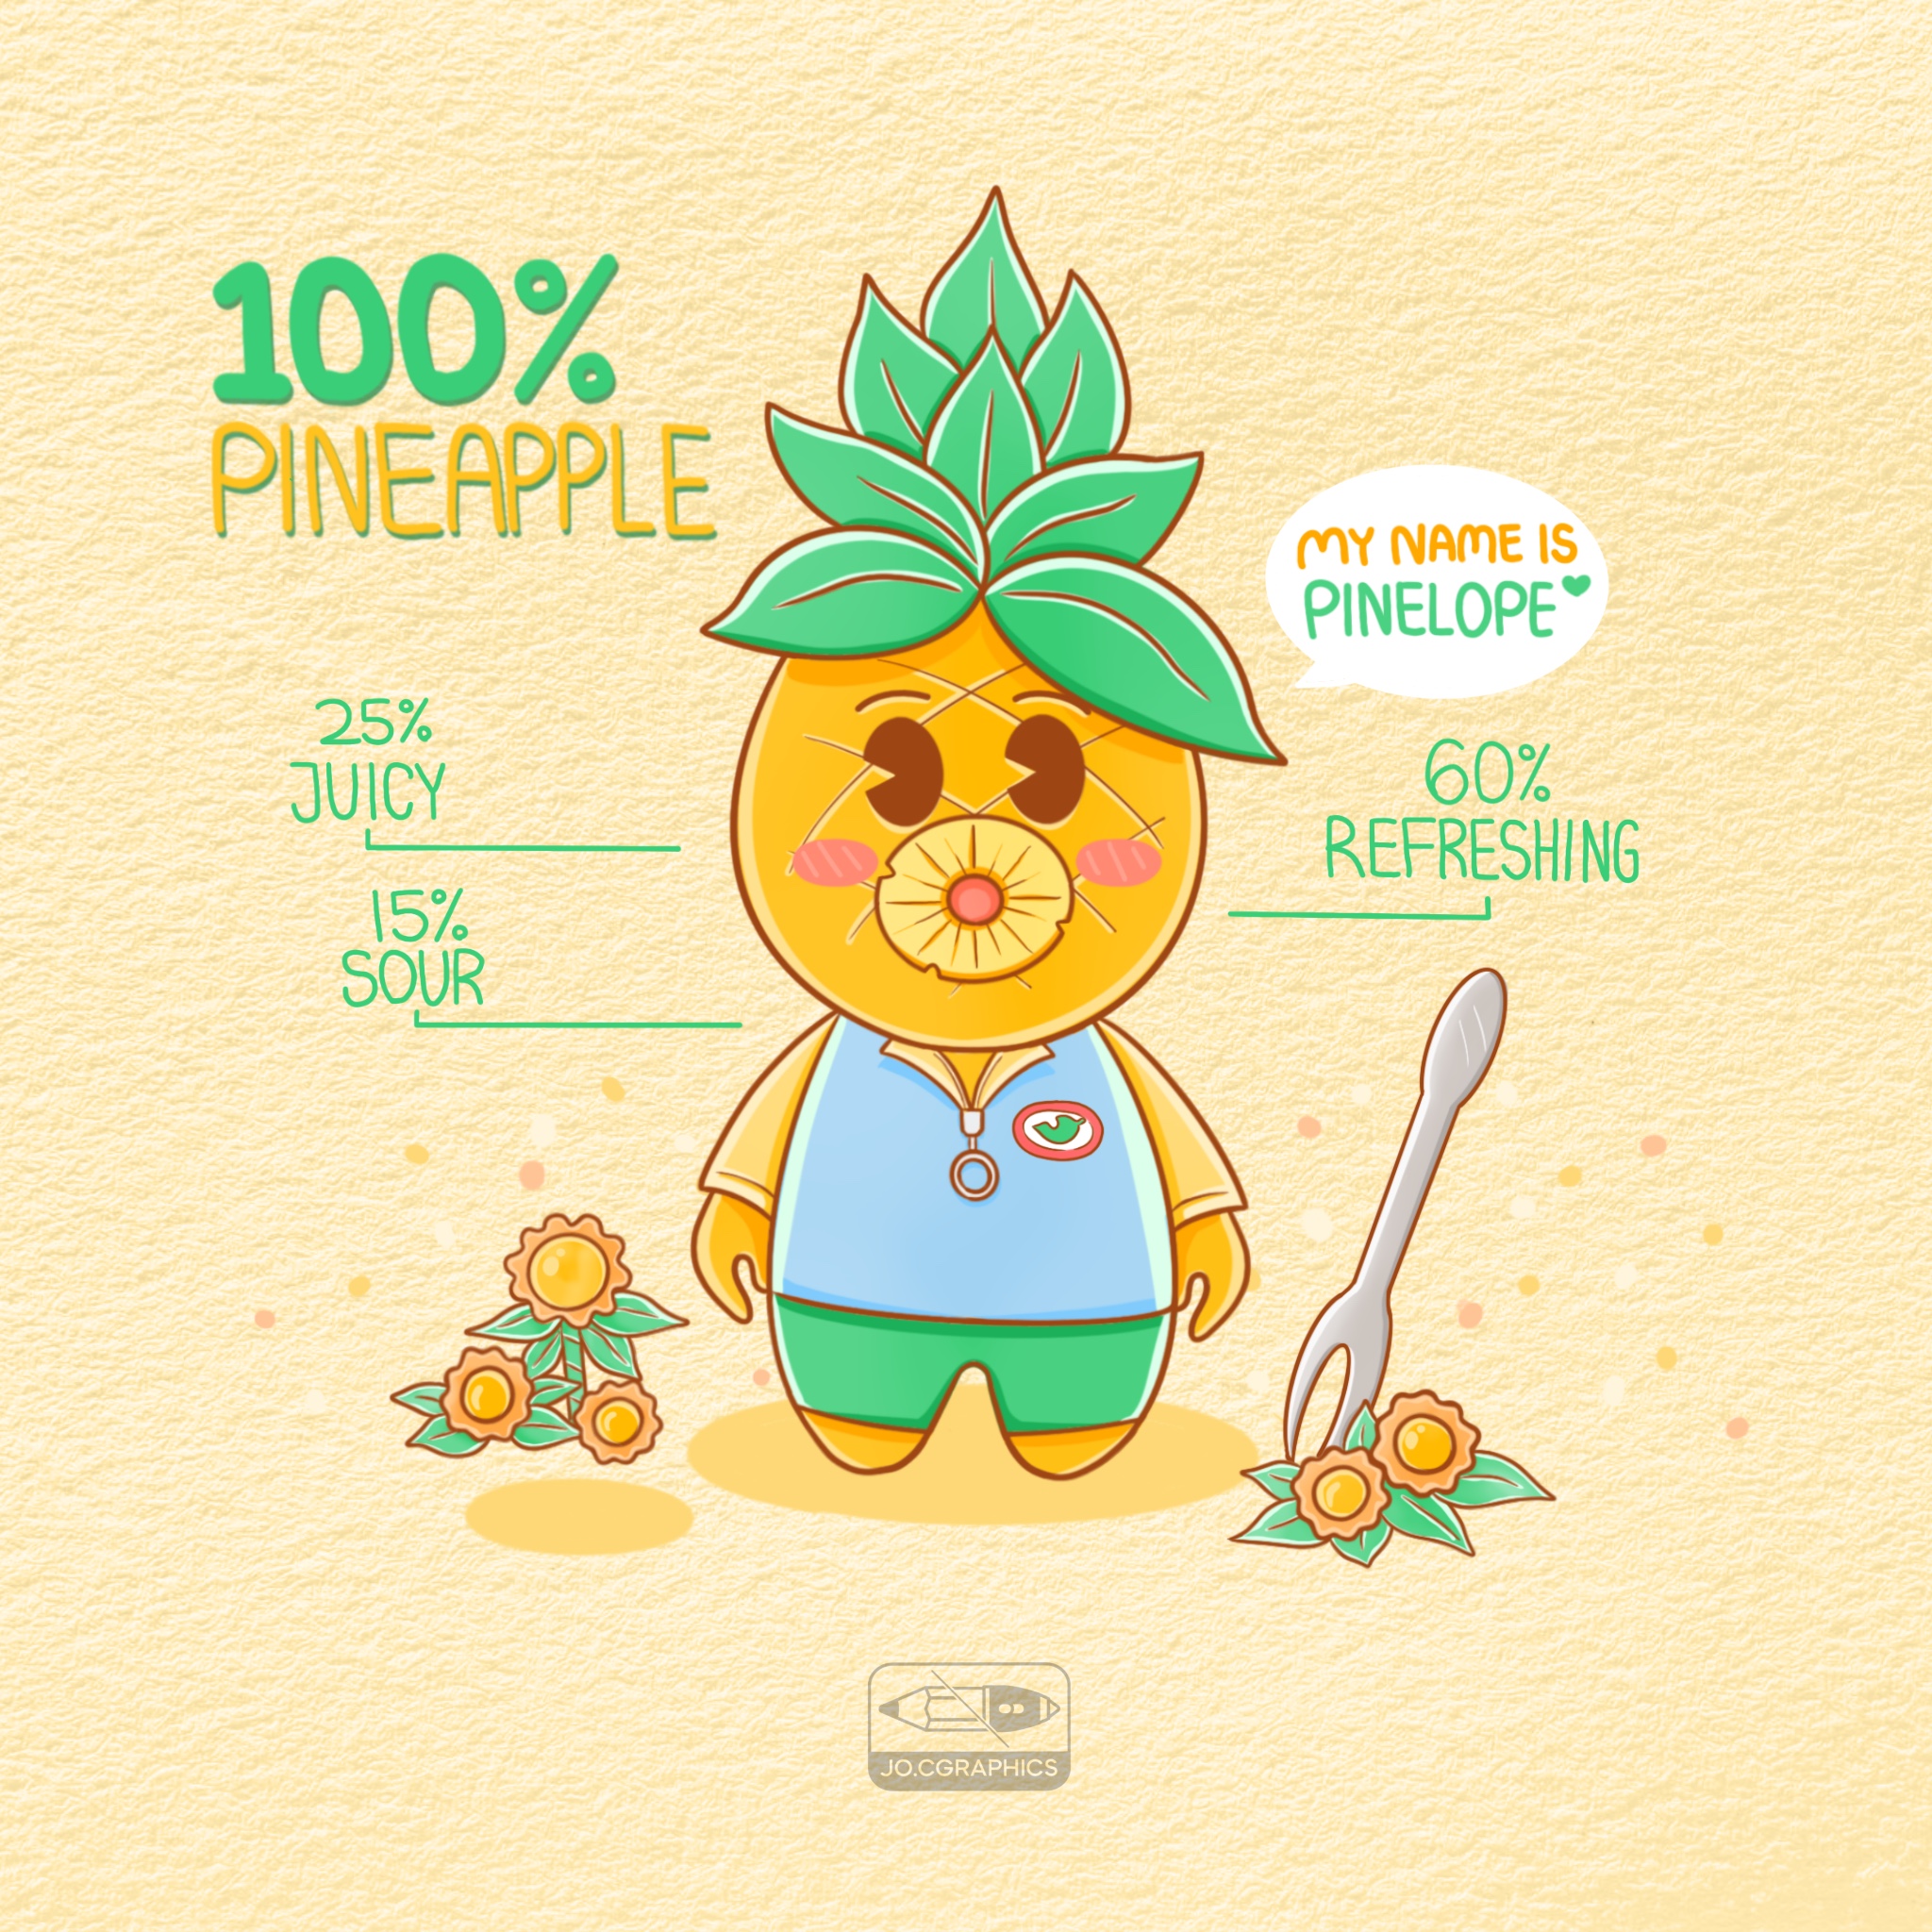 100%
PINEAPPLE
MY NAME IS
PINELOPE
25%
JUICY
60%
REFRESHING
15%
SOUR
JO.CGRAPHICS